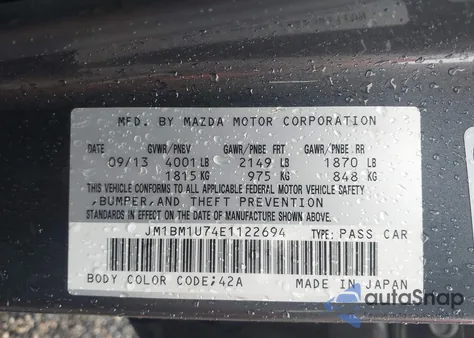 MFD. BY MAZDA MOTOR CORPORATION
DATE GVWR/PNBV GAWR/PNBE FRT GAWR/PNBE RR
09/13 4001 LB 2149 LB 1870 LB
1815 KG 975 KG 848 KG
THIS VEHICLE CONFORMS TO ALL APPLICABLE FEDERAL MOTOR VEHICLE SAFETY
,BUMPER,AND THEFT PREVENTION
STANDARDS IN EFFECT ON THE DATE OF MANUFACTURE SHOWN ABOVE.
JM1BM1U74E1122694 TYPE: PASS CAR
BODY COLOR CODE;42A MADE IN JAPAN
autoSnap